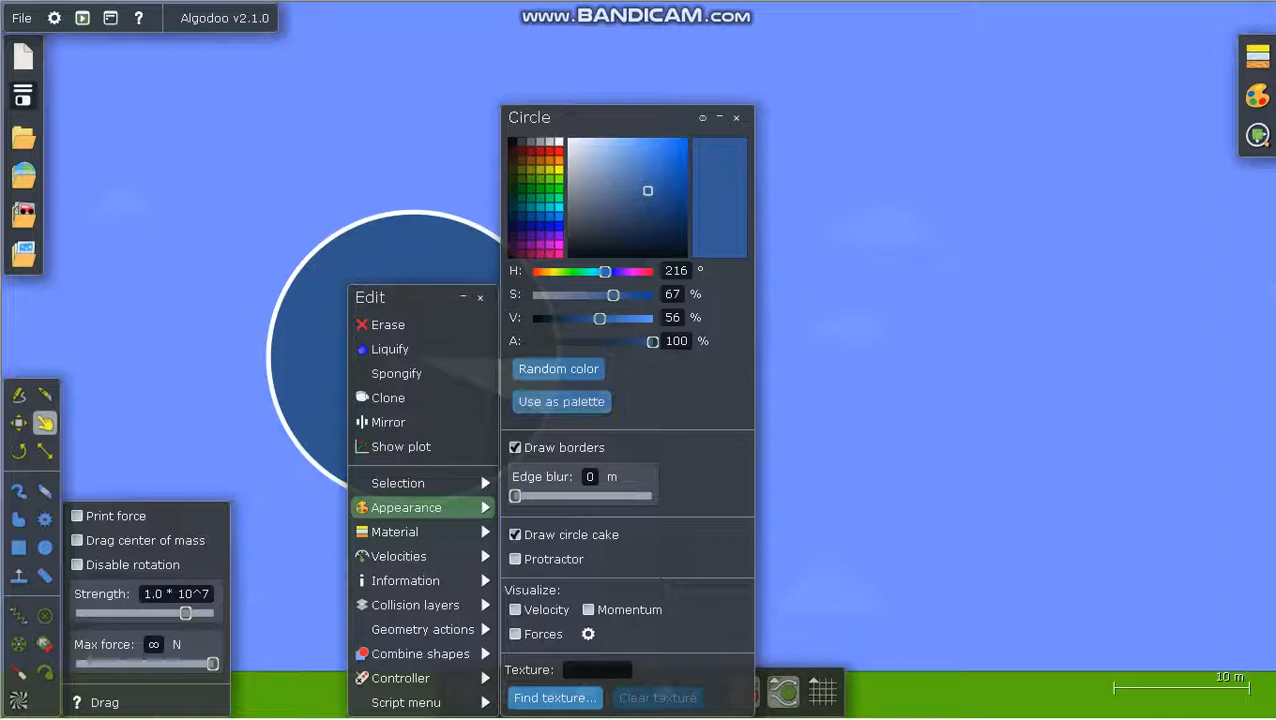 File
?
Algodoo v2.1.0
www.BANDICAM.com
Circle
H: 216 °
S: 67 %
V: 56 %
A: 100 %
Random color
Use as palette
Draw borders
Edge blur: 0 m
Draw circle cake
Protractor
Visualize:
Velocity
Momentum
Forces
Texture:
Find texture...
Clear texture
Edit
Erase
Liquify
Spongify
Clone
Mirror
Show plot
Selection
Appearance
Material
Velocities
Information
Collision layers
Geometry actions
Combine shapes
Controller
Script menu
Print force
Drag center of mass
Disable rotation
Strength: 1.0 * 10^7
Max force: ∞ N
? Drag
10 m